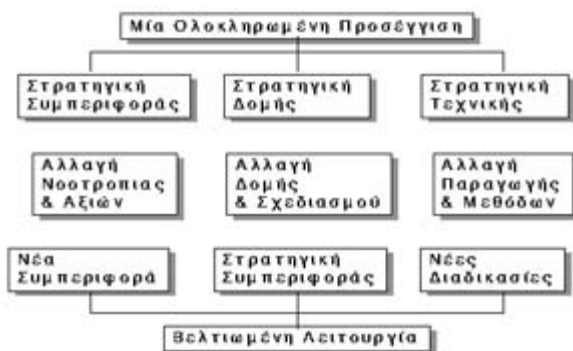 Μία Ολοκληρωμένη Προσέγγιση
Στρατηγική
Συμπεριφοράς
Στρατηγική
Δομής
Στρατηγική
Τεχνικής
Αλλαγή
Νοοτροπιας
& Αξιών
Αλλαγή
Δομής
& Σχεδιασμού
Αλλαγή
Παραγωγής
& Μεθόδων
Νέα
Συμπεριφορά
Στρατηγική
Συμπεριφοράς
Νέες
Διαδικασίες
Βελτιωμένη Λειτουργία